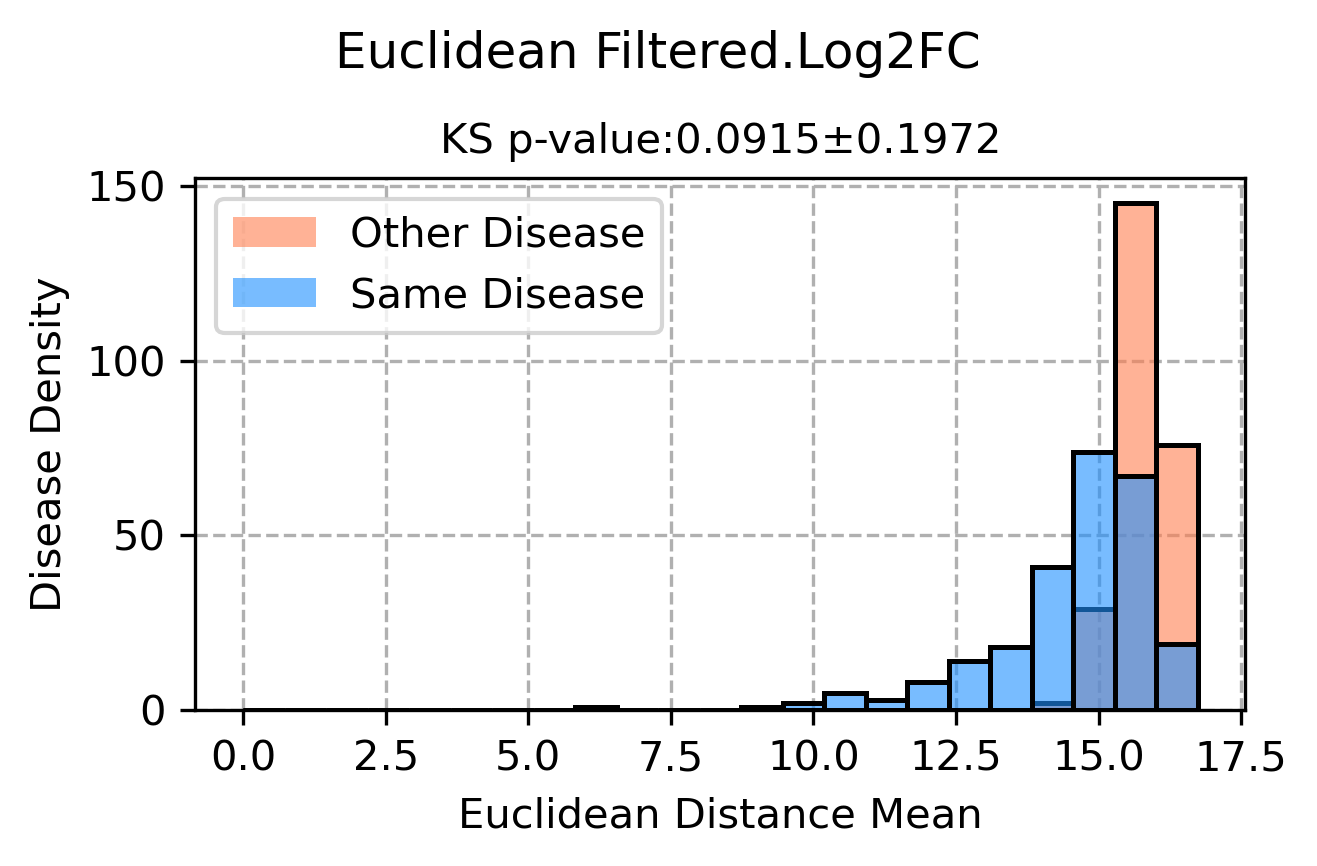 Euclidean Filtered.Log2FC
KS p-value:0.0915±0.1972
150
100
50
0
Disease Density
Other Disease
Same Disease
0.0 2.5 5.0 7.5 10.0 12.5 15.0 17.5
Euclidean Distance Mean